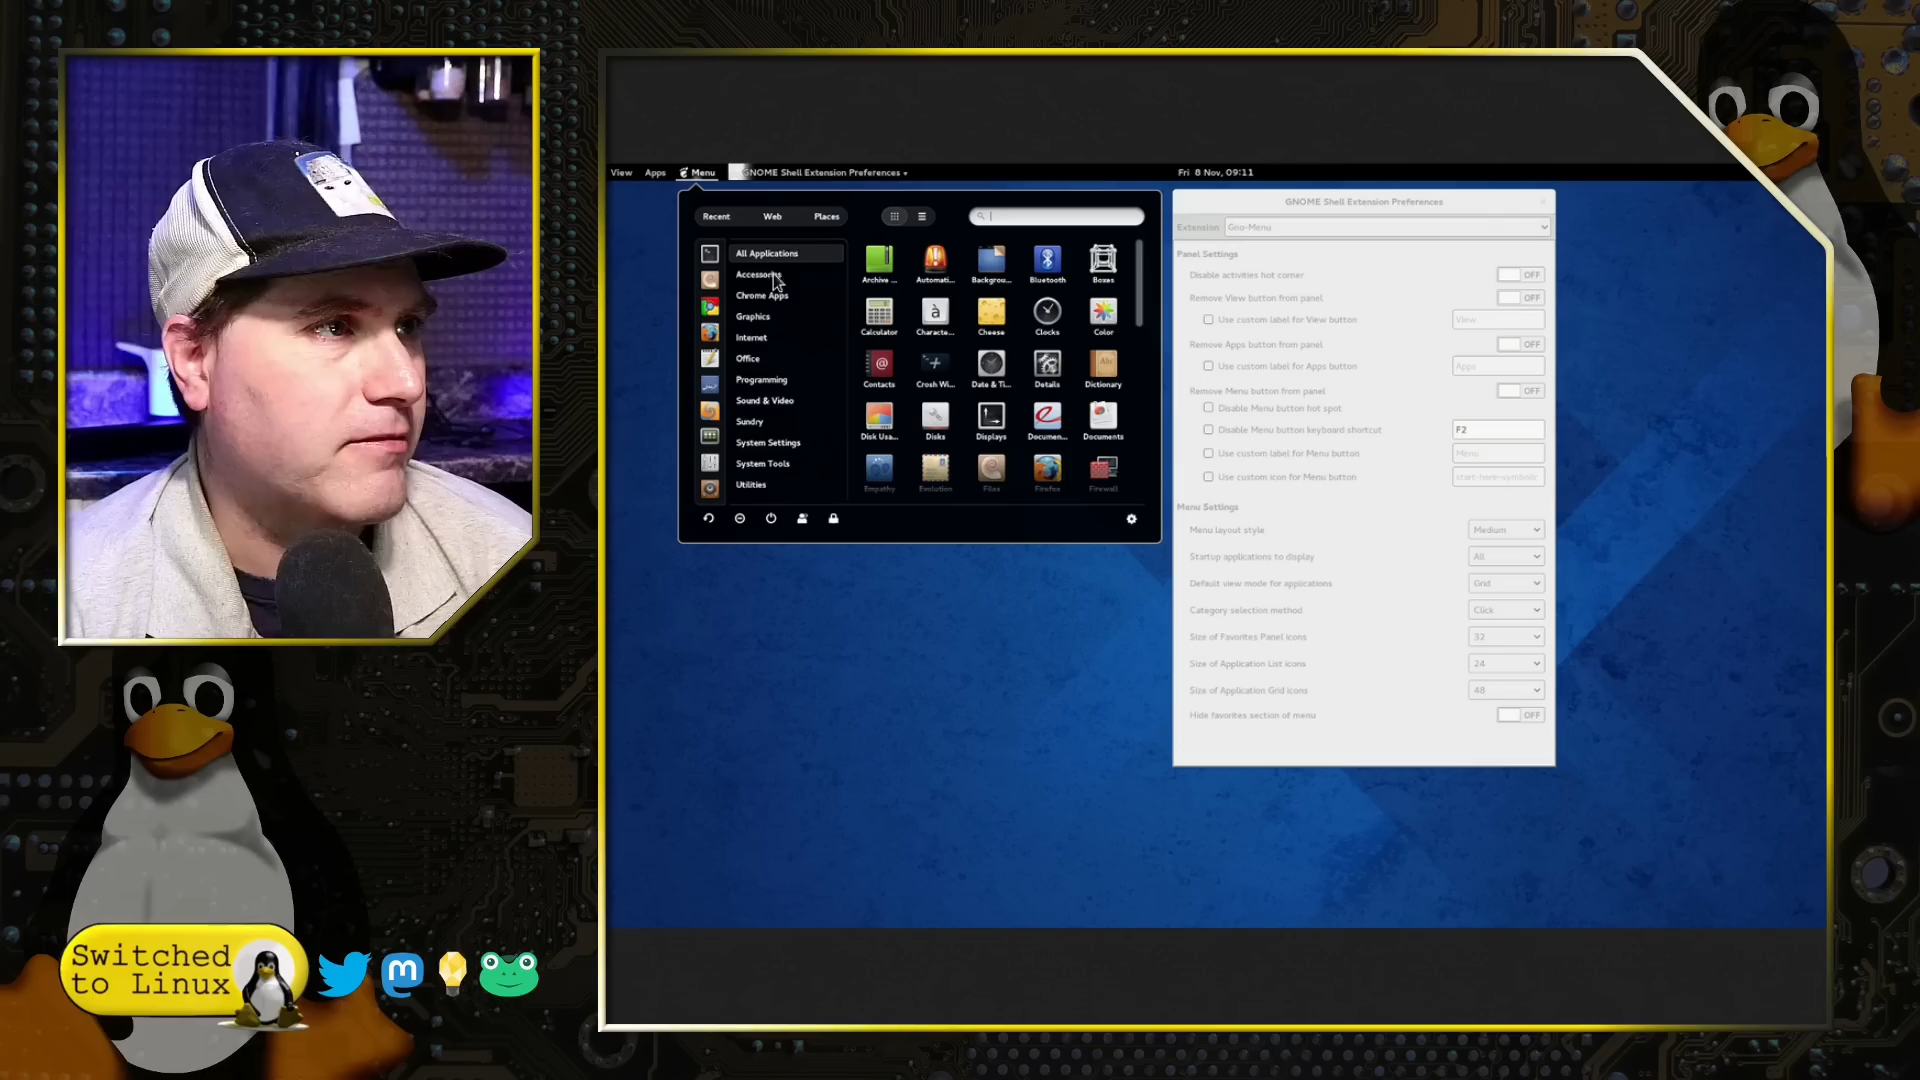 View Apps Menu GNOME Shell Extension Preferences
Fri 8 Nov, 09:11
Recent Web Places
All Applications
Accessories
Chrome Apps
Graphics
Internet
Office
Programming
Sound & Video
Sundry
System Settings
System Tools
Utilities
Archive ... Automati... Backgrou... Bluetooth Boxes
Calculator Characte... Cheese Clocks Color
Contacts Crosh Wi... Date & Ti... Details Dictionary
Disk Usa... Disks Displays Documen... Documents
Empathy Evolution Files Firefox Firewall
GNOME Shell Extension Preferences
Extension Gno-Menu
Panel Settings
Disable activities hot corner OFF
Remove View button from panel OFF
Use custom label for View button View
Remove Apps button from panel OFF
Use custom label for Apps button Apps
Remove Menu button from panel OFF
Disable Menu button hot spot
Disable Menu button keyboard shortcut F2
Use custom label for Menu button Menu
Use custom icon for Menu button start-here-symbolic
Menu Settings
Menu layout style Medium
Startup applications to display All
Default view mode for applications Grid
Category selection method Click
Size of Favorites Panel icons 32
Size of Application List icons 24
Size of Application Grid icons 48
Hide favorites section of menu OFF
Switched
to Linux